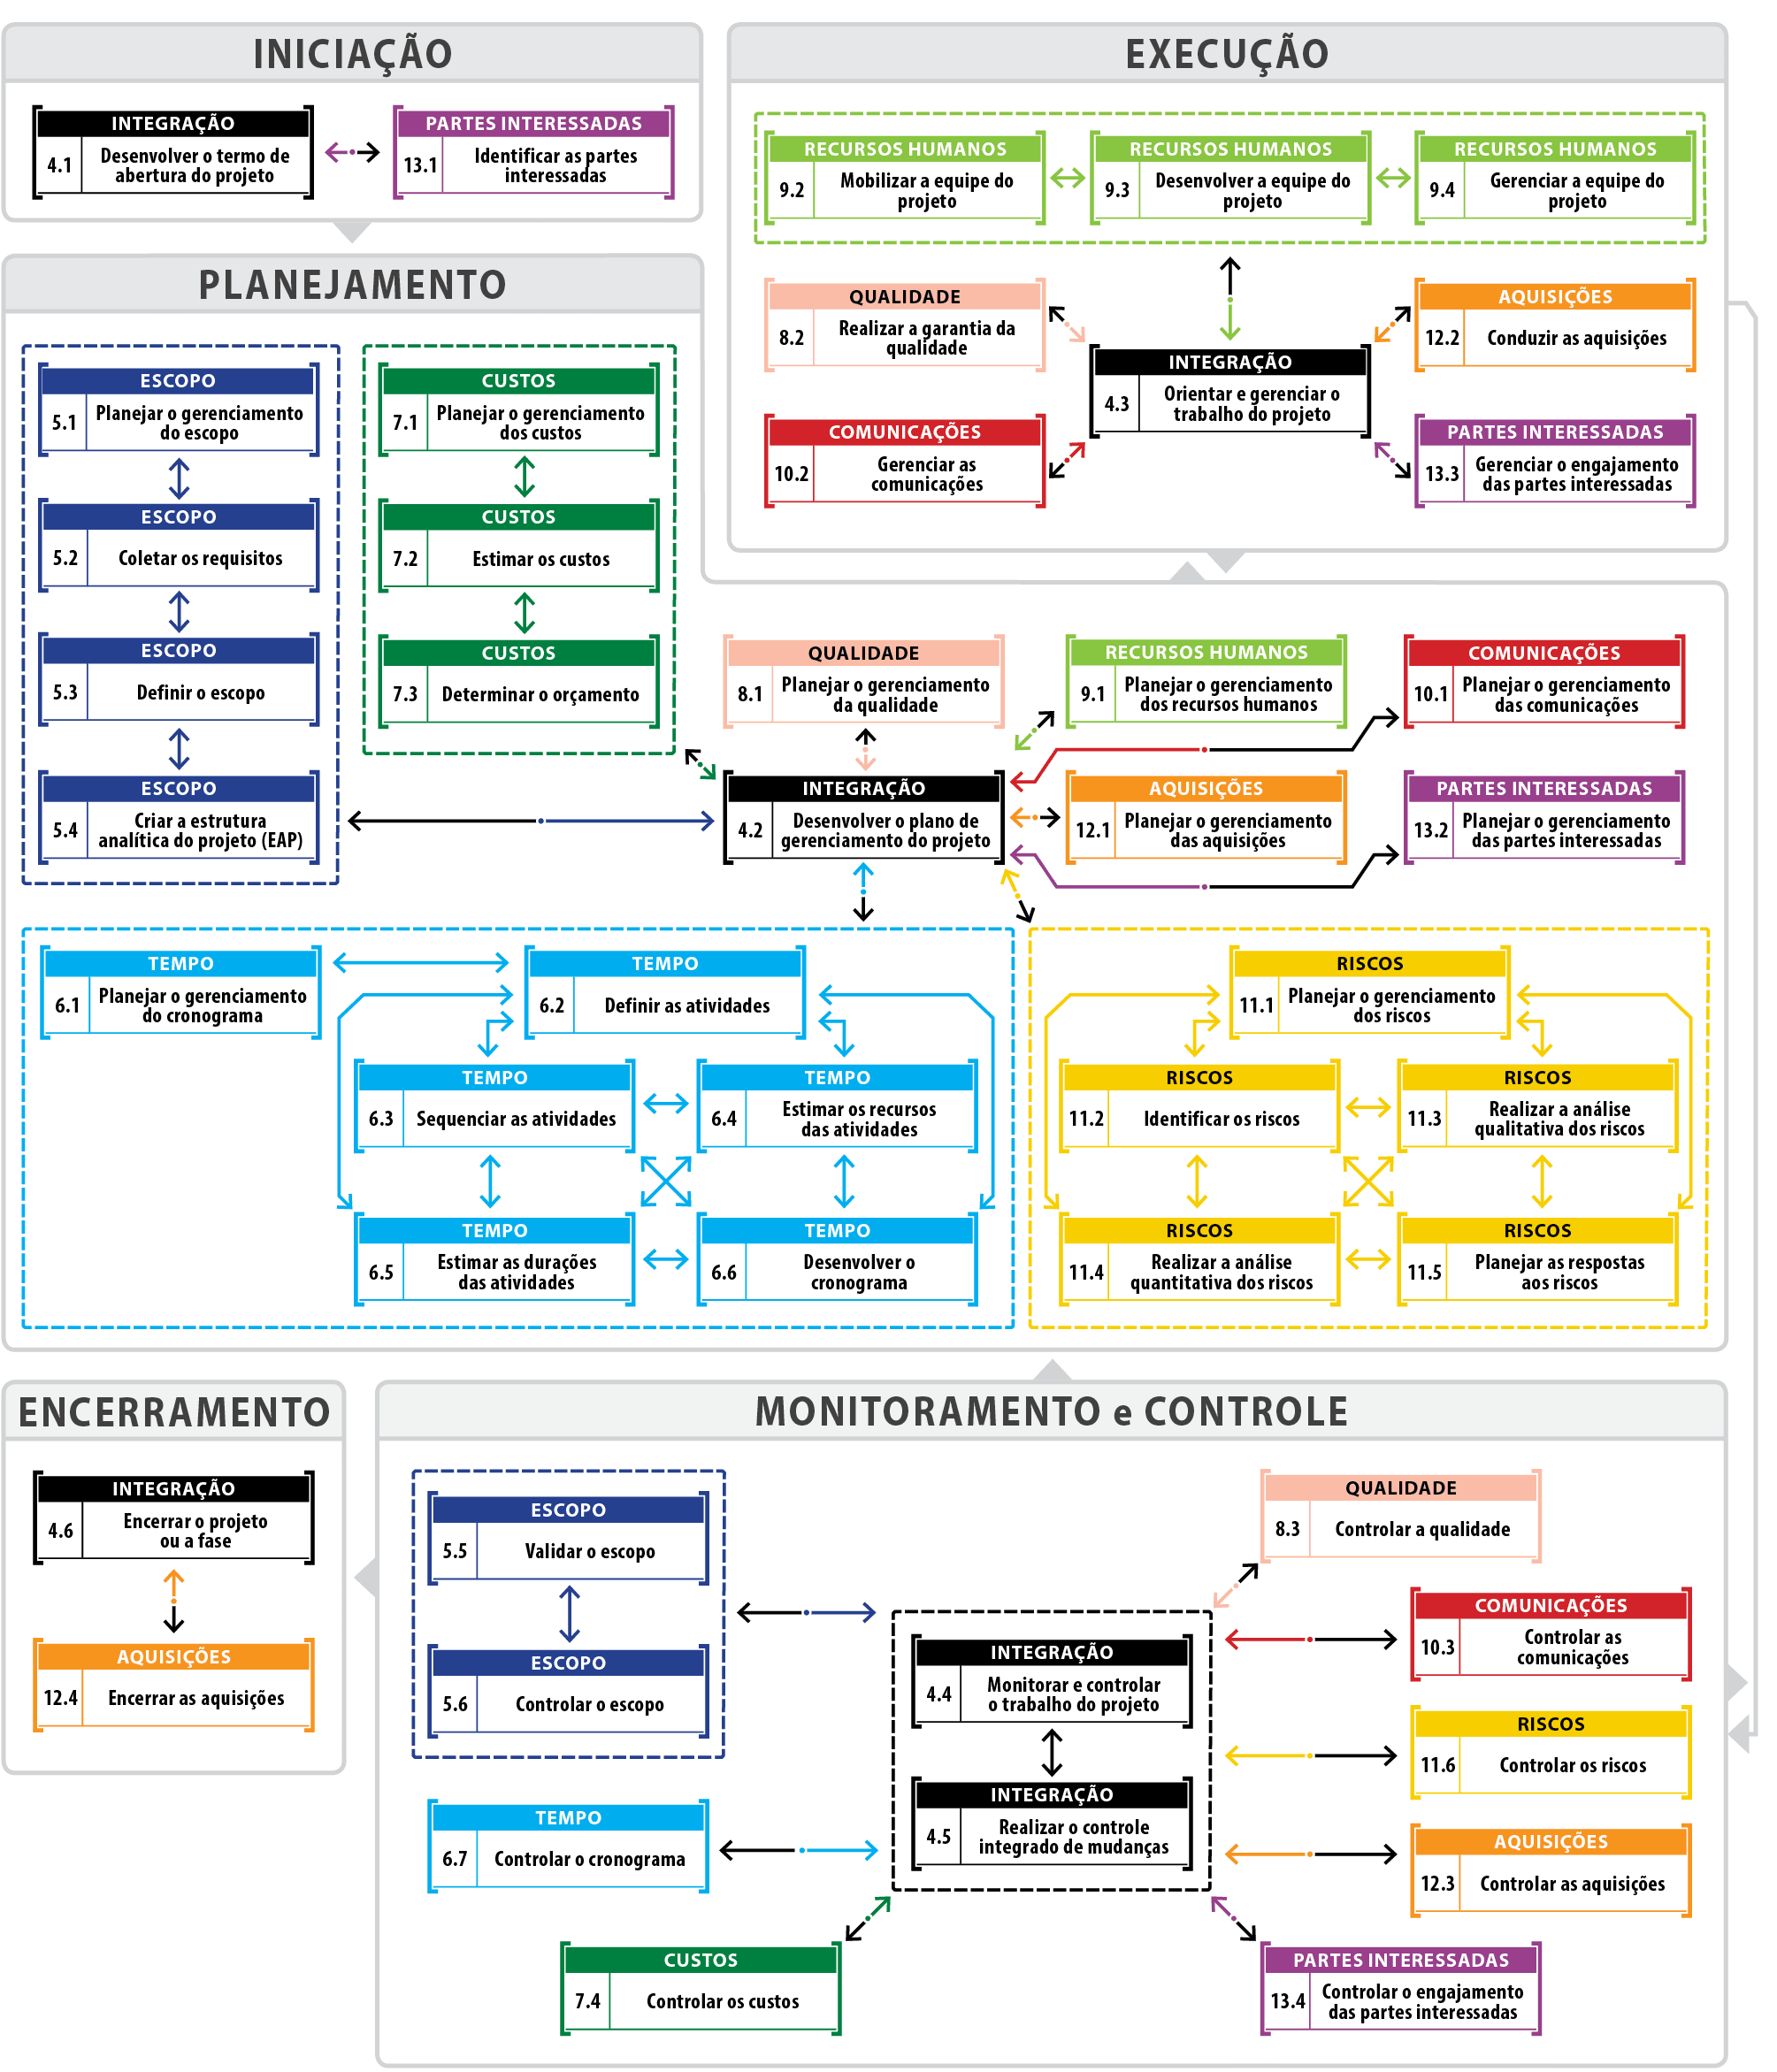 INICIAÇÃO
INTEGRAÇÃO
4.1
Desenvolver o termo de
abertura do projeto
PARTES INTERESSADAS
13.1
Identificar as partes
interessadas
EXECUÇÃO
RECURSOS HUMANOS
9.2
Mobilizar a equipe do
projeto
RECURSOS HUMANOS
9.3
Desenvolver a equipe do
projeto
RECURSOS HUMANOS
9.4
Gerenciar a equipe do
projeto
QUALIDADE
8.2
Realizar a garantia da
qualidade
AQUISIÇÕES
12.2
Conduzir as aquisições
INTEGRAÇÃO
4.3
Orientar e gerenciar o
trabalho do projeto
COMUNICAÇÕES
10.2
Gerenciar as
comunicações
PARTES INTERESSADAS
13.3
Gerenciar o engajamento
das partes interessadas
PLANEJAMENTO
ESCOPO
5.1
Planejar o gerenciamento
do escopo
ESCOPO
5.2
Coletar os requisitos
ESCOPO
5.3
Definir o escopo
ESCOPO
5.4
Criar a estrutura
analítica do projeto (EAP)
CUSTOS
7.1
Planejar o gerenciamento
dos custos
CUSTOS
7.2
Estimar os custos
CUSTOS
7.3
Determinar o orçamento
QUALIDADE
8.1
Planejar o gerenciamento
da qualidade
RECURSOS HUMANOS
9.1
Planejar o gerenciamento
dos recursos humanos
COMUNICAÇÕES
10.1
Planejar o gerenciamento
das comunicações
INTEGRAÇÃO
4.2
Desenvolver o plano de
gerenciamento do projeto
AQUISIÇÕES
12.1
Planejar o gerenciamento
das aquisições
PARTES INTERESSADAS
13.2
Planejar o gerenciamento
das partes interessadas
TEMPO
6.1
Planejar o gerenciamento
do cronograma
TEMPO
6.2
Definir as atividades
TEMPO
6.3
Sequenciar as atividades
TEMPO
6.4
Estimar os recursos
das atividades
TEMPO
6.5
Estimar as durações
das atividades
TEMPO
6.6
Desenvolver o
cronograma
RISCOS
11.1
Planejar o gerenciamento
dos riscos
RISCOS
11.2
Identificar os riscos
RISCOS
11.3
Realizar a análise
qualitativa dos riscos
RISCOS
11.4
Realizar a análise
quantitativa dos riscos
RISCOS
11.5
Planejar as respostas
aos riscos
ENCERRAMENTO
INTEGRAÇÃO
4.6
Encerrar o projeto
ou a fase
AQUISIÇÕES
12.4
Encerrar as aquisições
MONITORAMENTO e CONTROLE
ESCOPO
5.5
Validar o escopo
ESCOPO
5.6
Controlar o escopo
TEMPO
6.7
Controlar o cronograma
CUSTOS
7.4
Controlar os custos
INTEGRAÇÃO
4.4
Monitorar e controlar
o trabalho do projeto
INTEGRAÇÃO
4.5
Realizar o controle
integrado de mudanças
QUALIDADE
8.3
Controlar a qualidade
COMUNICAÇÕES
10.3
Controlar as
comunicações
RISCOS
11.6
Controlar os riscos
AQUISIÇÕES
12.3
Controlar as aquisições
PARTES INTERESSADAS
13.4
Controlar o engajamento
das partes interessadas